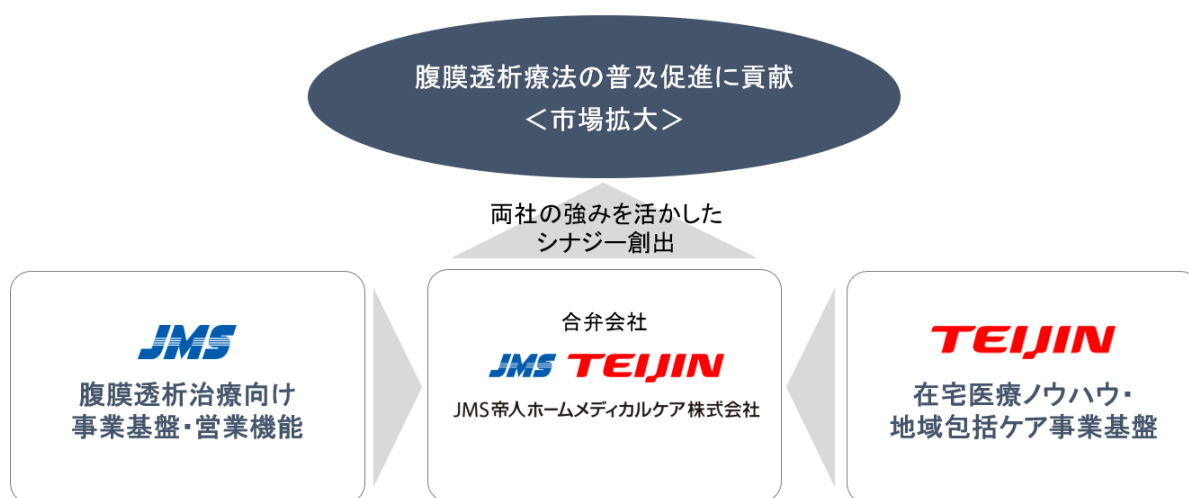 腹膜透析療法の普及促進に貢献
＜市場拡大＞
両社の強みを活かした
シナジー創出
JMS
腹膜透析治療向け
事業基盤・営業機能
合弁会社
JMS TEIJIN
JMS帝人ホームメディカルケア株式会社
TEIJIN
在宅医療ノウハウ・
地域包括ケア事業基盤